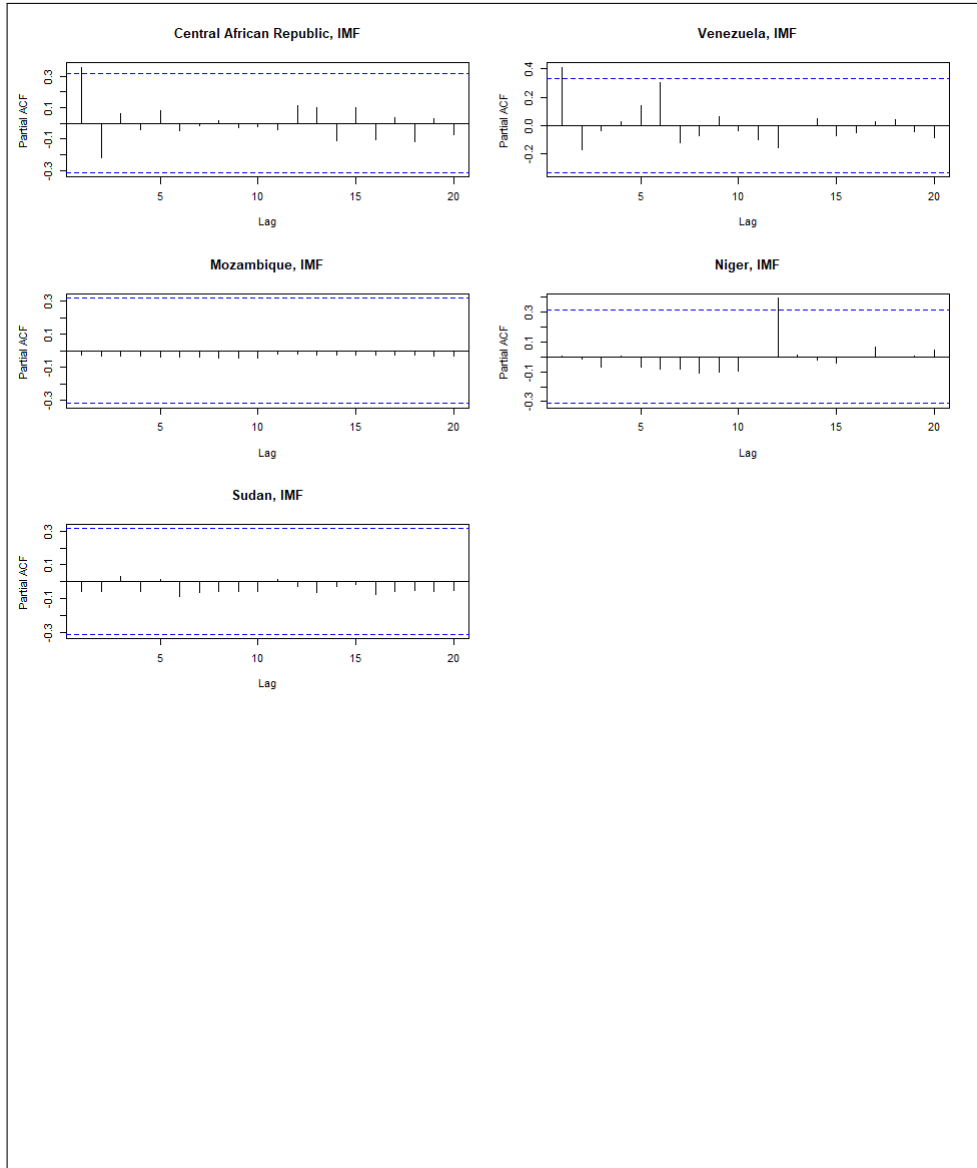 Central African Republic, IMF
Partial ACF
0.3
0.1
-0.1
-0.3
5 10 15 20
Lag
Venezuela, IMF
Partial ACF
0.4
0.2
0.0
-0.2
5 10 15 20
Lag
Mozambique, IMF
Partial ACF
0.3
0.1
-0.1
-0.3
5 10 15 20
Lag
Niger, IMF
Partial ACF
0.3
0.1
-0.1
-0.3
5 10 15 20
Lag
Sudan, IMF
Partial ACF
0.3
0.1
-0.1
-0.3
5 10 15 20
Lag